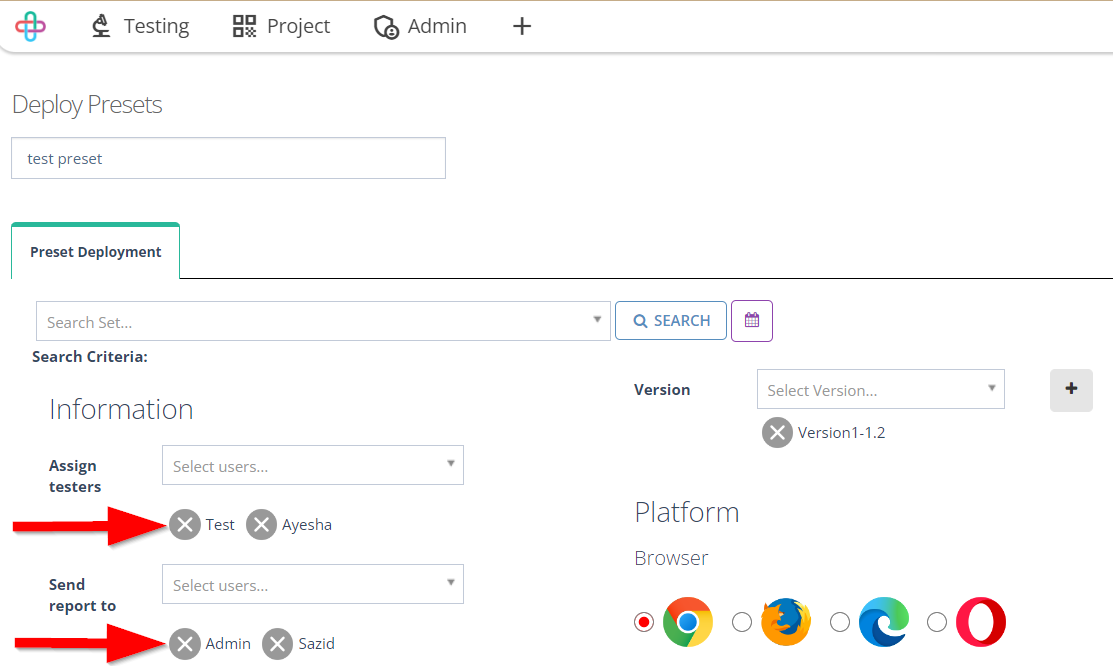 Testing Project Admin
Deploy Presets
test preset
Preset Deployment
Search Set...
SEARCH
Search Criteria:
Information
Assign
testers
Select users...
Test Ayesha
Send
report to
Select users...
Admin Sazid
Version
Select Version...
Version1-1.2
Platform
Browser